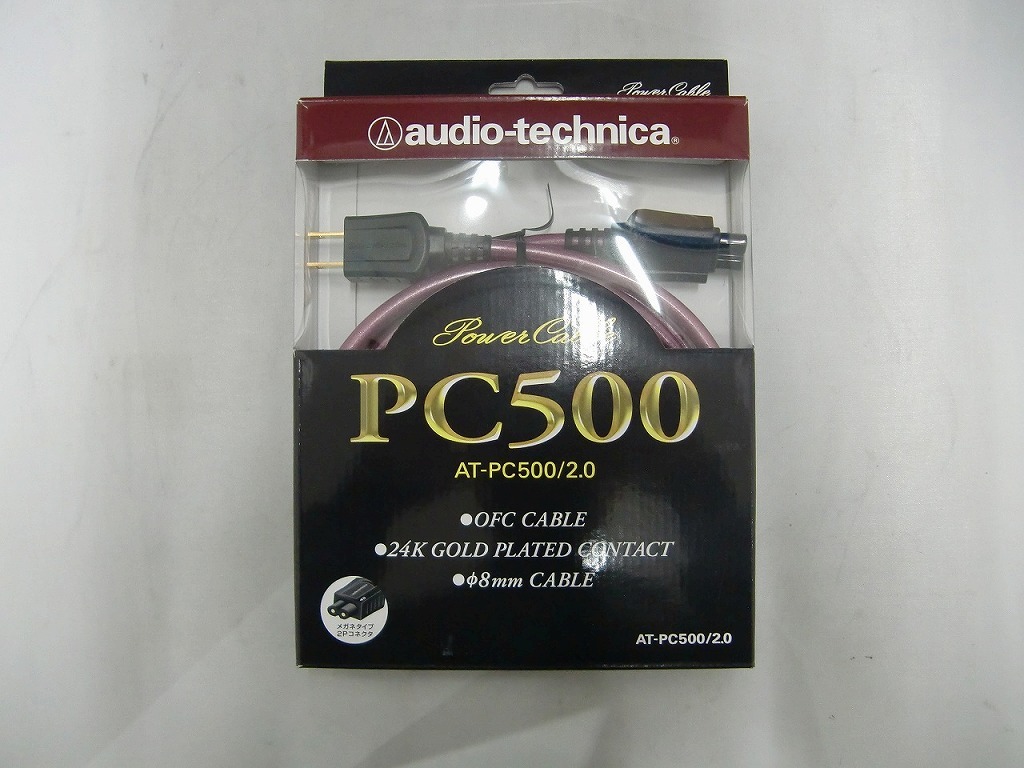 Power Cable
audio-technica®
Power Cable
PC500
AT-PC500/2.0
●OFC CABLE
●24K GOLD PLATED CONTACT
●φ8mm CABLE
メガネタイプ
2Pコネクタ
AT-PC500/2.0